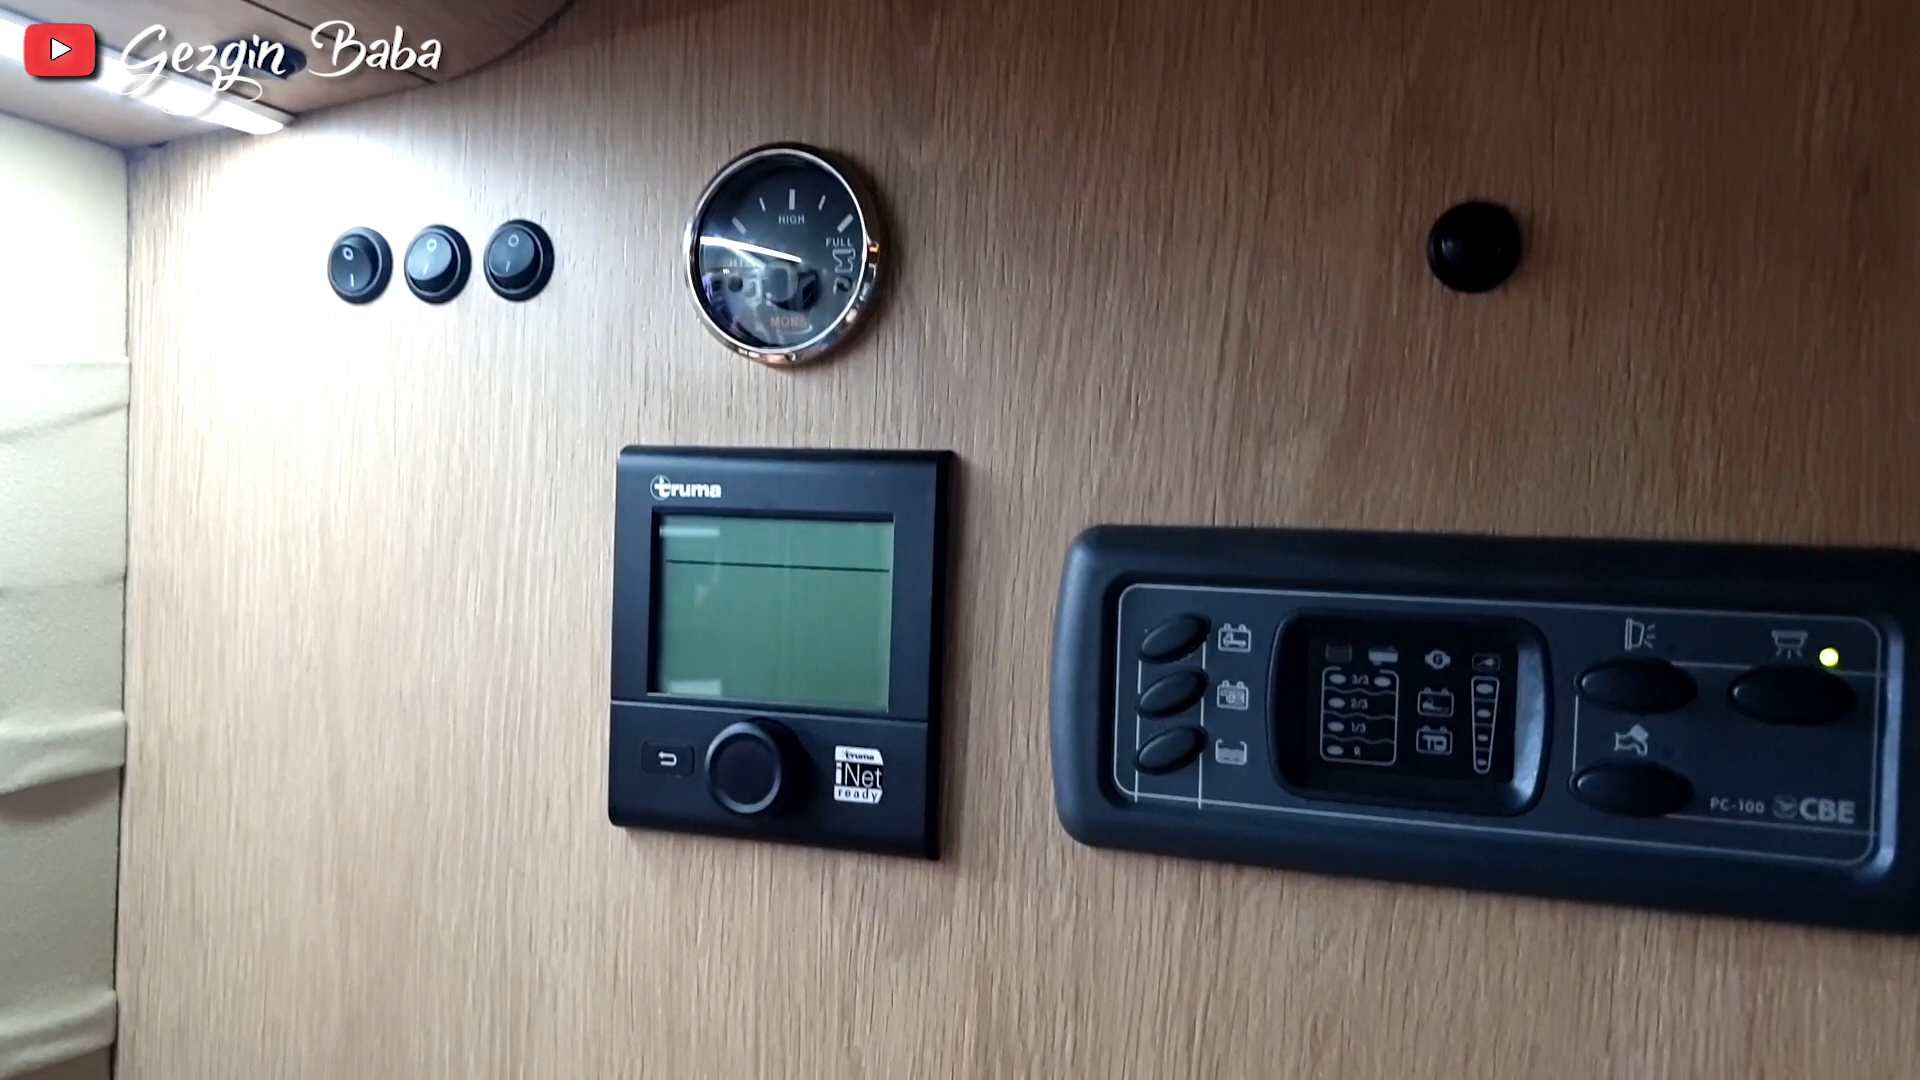 Gezgin Baba
HIGH
FULL
truma
truma
iNet
ready
3/3
2/3
1/3
R
PC-100 CBE